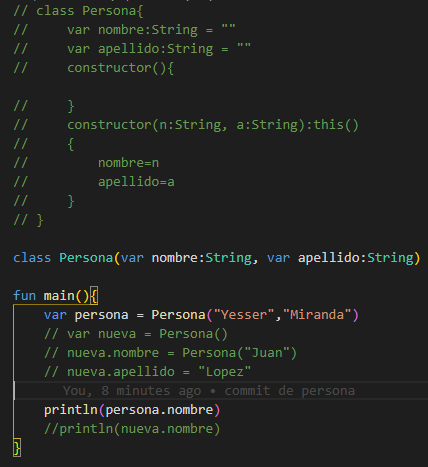 // class Persona{
//     var nombre:String = ""
//     var apellido:String = ""
//     constructor(){
//     }
//     constructor(n:String, a:String):this()
//     {
//         nombre=n
//         apellido=a
//     }
// }
class Persona(var nombre:String, var apellido:String)
fun main(){
    var persona = Persona("Yesser","Miranda")
    // var nueva = Persona()
    // nueva.nombre = Persona("Juan")
    // nueva.apellido = "Lopez"
    You, 8 minutes ago • commit de persona
    println(persona.nombre)
    //println(nueva.nombre)
}